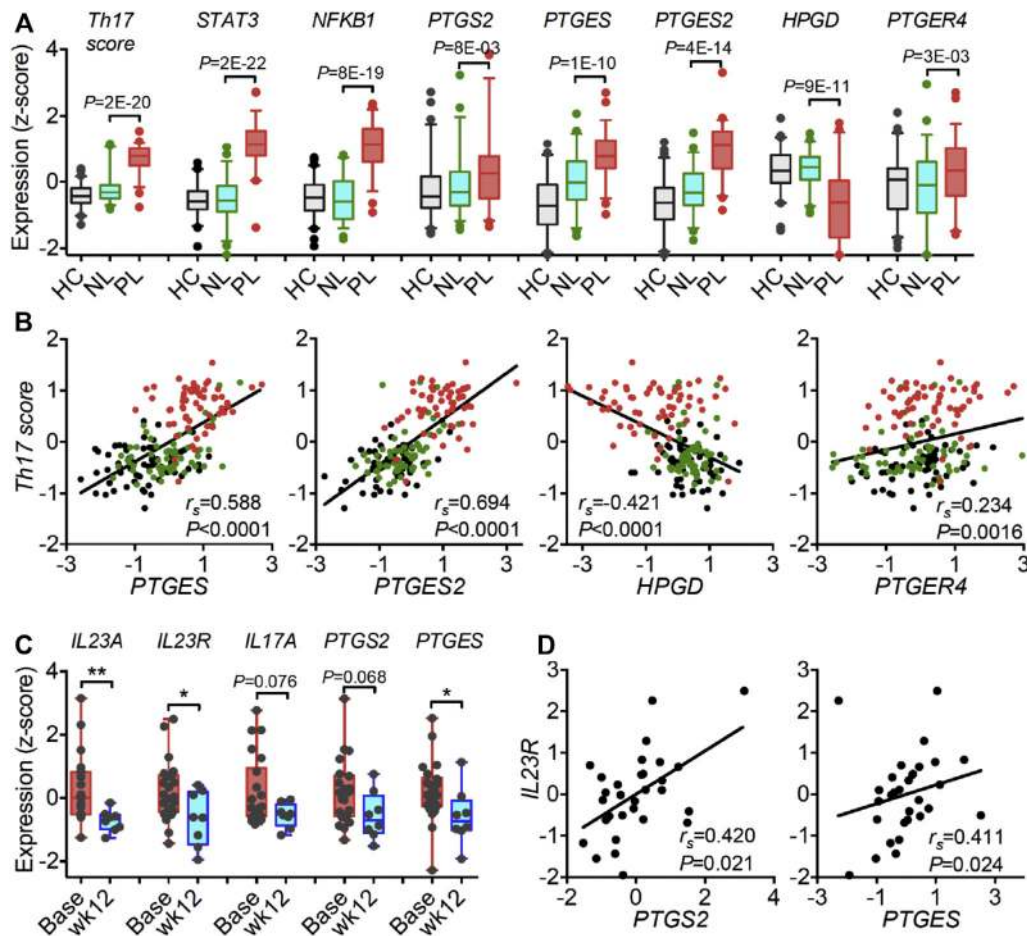 A
Th17 score
STAT3
NFKB1
PTGS2
PTGES
PTGES2
HPGD
PTGER4
Expression (z-score)
4
2
0
-2
P=2E-20
P=2E-22
P=8E-19
P=8E-03
P=1E-10
P=4E-14
P=9E-11
P=3E-03
HC NL PL HC NL PL HC NL PL HC NL PL HC NL PL HC NL PL HC NL PL HC NL PL
B
Th17 score
2
1
0
-1
-2
rs=0.588
P<0.0001
-3 -1 1 3
PTGES
2
1
0
-1
-2
rs=0.694
P<0.0001
-3 -1 1 3
PTGES2
2
1
0
-1
-2
rs=-0.421
P<0.0001
-3 -1 1 3
HPGD
2
1
0
-1
-2
rs=0.234
P=0.0016
-3 -1 1 3
PTGER4
C
IL23A IL23R IL17A PTGS2 PTGES
Expression (z-score)
4
2
0
-2
**
*
P=0.076
P=0.068
*
Base wk12 Base wk12 Base wk12 Base wk12 Base wk12
D
IL23R
3
2
1
0
-1
-2
rs=0.420
P=0.021
-2 0 2 4
PTGS2
3
2
1
0
-1
-2
rs=0.411
P=0.024
-3 -1 1 3
PTGES